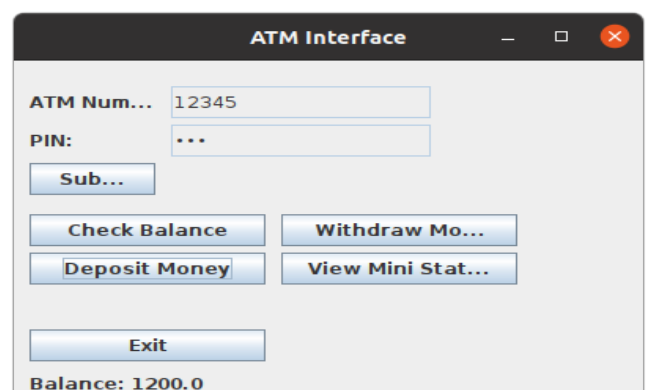 ATM Interface
ATM Num... 12345
PIN: •••
Sub...
Check Balance Withdraw Mo...
Deposit Money View Mini Stat...
Exit
Balance: 1200.0